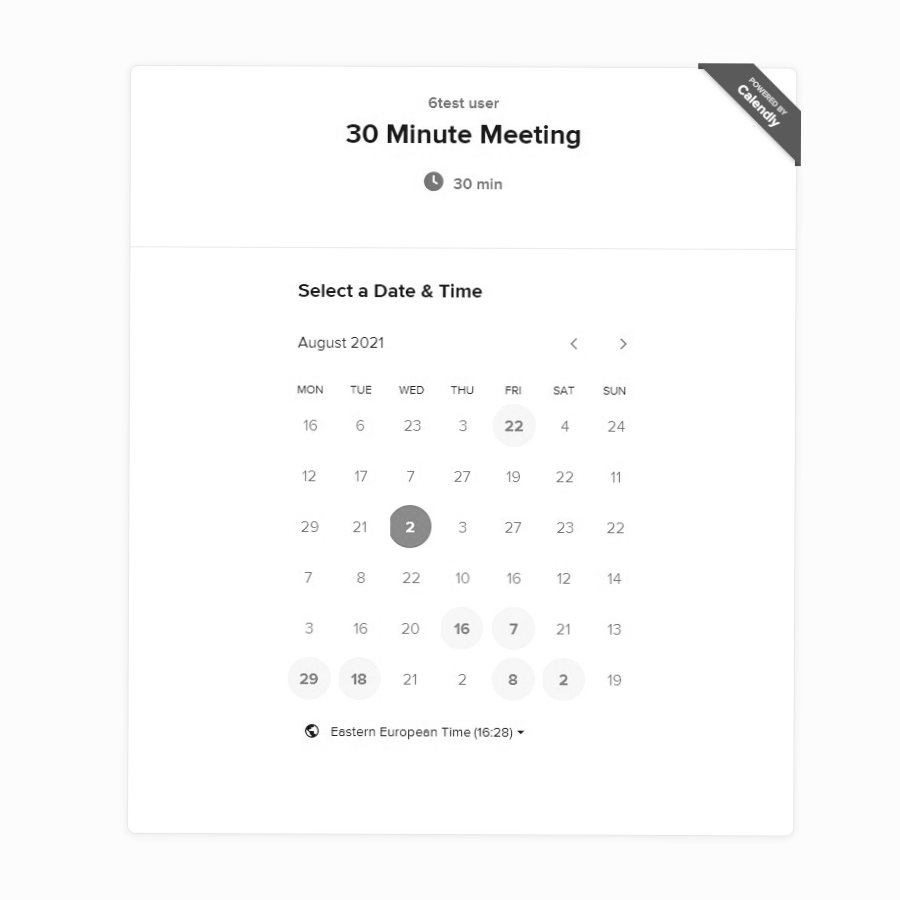 POWERED BY
Calendly
6test user
30 Minute Meeting
30 min
Select a Date & Time
August 2021
MON TUE WED THU FRI SAT SUN
16 6 23 3 22 4 24
12 17 7 27 19 22 11
29 21 2 3 27 23 22
7 8 22 10 16 12 14
3 16 20 16 7 21 13
29 18 21 2 8 2 19
Eastern European Time (16:28)